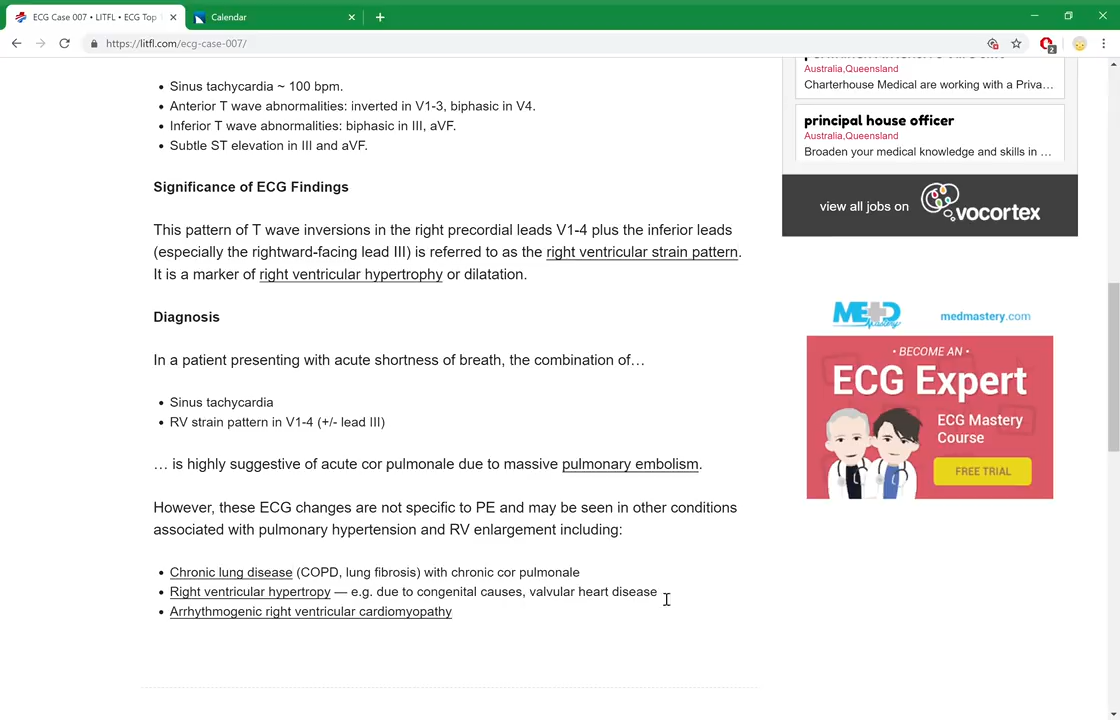 ECG Case 007 • LITFL • ECG Top
Calendar
https://litfl.com/ecg-case-007/
2
Sinus tachycardia ~ 100 bpm.
Anterior T wave abnormalities: inverted in V1-3, biphasic in V4.
Inferior T wave abnormalities: biphasic in III, aVF.
Subtle ST elevation in III and aVF.
Significance of ECG Findings
This pattern of T wave inversions in the right precordial leads V1-4 plus the inferior leads
(especially the rightward-facing lead III) is referred to as the right ventricular strain pattern.
It is a marker of right ventricular hypertrophy or dilatation.
Diagnosis
In a patient presenting with acute shortness of breath, the combination of…
Sinus tachycardia
RV strain pattern in V1-4 (+/- lead III)
… is highly suggestive of acute cor pulmonale due to massive pulmonary embolism.
However, these ECG changes are not specific to PE and may be seen in other conditions
associated with pulmonary hypertension and RV enlargement including:
Chronic lung disease (COPD, lung fibrosis) with chronic cor pulmonale
Right ventricular hypertropy — e.g. due to congenital causes, valvular heart disease
Arrhythmogenic right ventricular cardiomyopathy
Australia,Queensland
Charterhouse Medical are working with a Priva…
principal house officer
Australia,Queensland
Broaden your medical knowledge and skills in …
view all jobs on vocortex
MED Mastery
medmastery.com
• BECOME AN •
ECG Expert
ECG Mastery
Course
FREE TRIAL